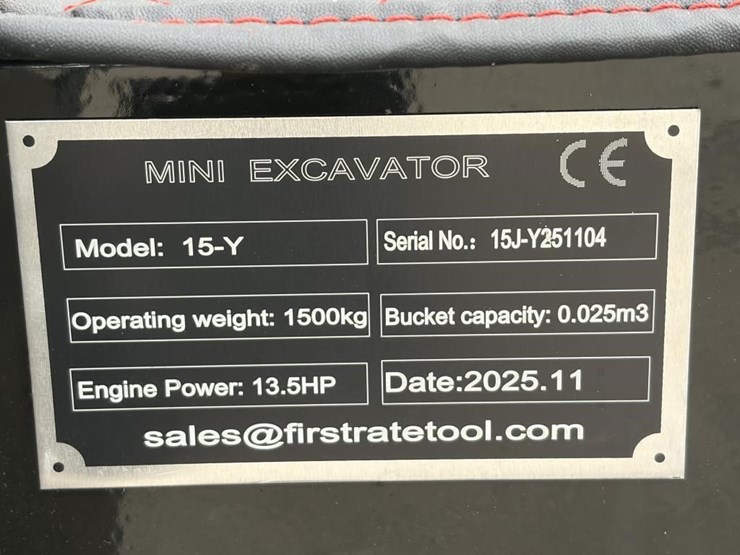 MINI EXCAVATOR CE
Model: 15-Y
Serial No.: 15J-Y251104
Operating weight: 1500kg
Bucket capacity: 0.025m3
Engine Power: 13.5HP
Date:2025.11
sales@firstratetool.com